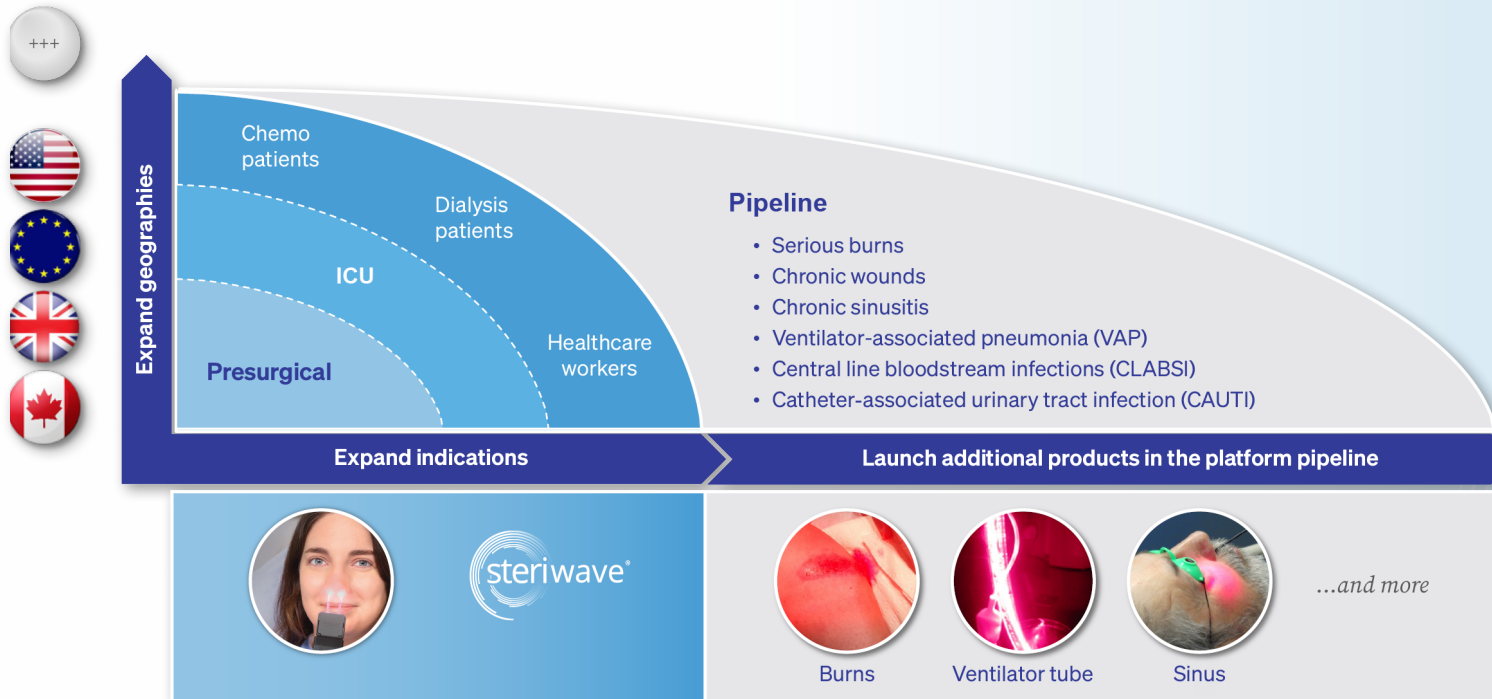 +++
Expand geographies
Chemo
patients
Dialysis
patients
ICU
Healthcare
workers
Presurgical
Pipeline
• Serious burns
• Chronic wounds
• Chronic sinusitis
• Ventilator-associated pneumonia (VAP)
• Central line bloodstream infections (CLABSI)
• Catheter-associated urinary tract infection (CAUTI)
Expand indications
Launch additional products in the platform pipeline
steriwave®
...and more
Burns
Ventilator tube
Sinus